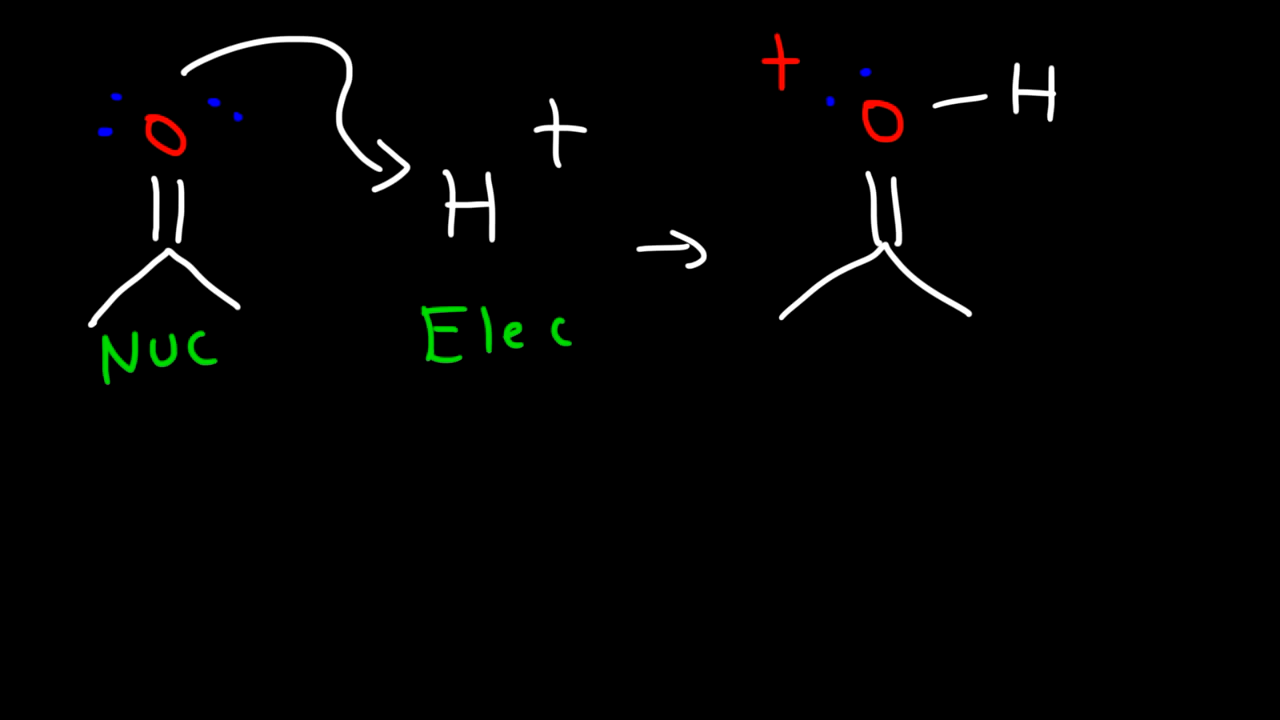 O H + → + O — H
NUC Elec